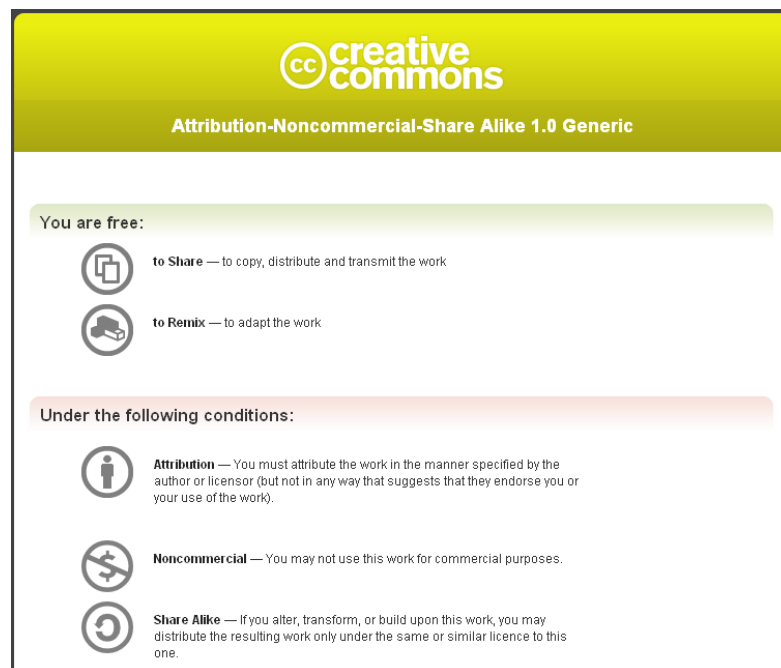 cc creative
commons
Attribution-Noncommercial-Share Alike 1.0 Generic
You are free:
to Share — to copy, distribute and transmit the work
to Remix — to adapt the work
Under the following conditions:
Attribution — You must attribute the work in the manner specified by the
author or licensor (but not in any way that suggests that they endorse you or
your use of the work).
$
Noncommercial — You may not use this work for commercial purposes.
Share Alike — If you alter, transform, or build upon this work, you may
distribute the resulting work only under the same or similar licence to this
one.